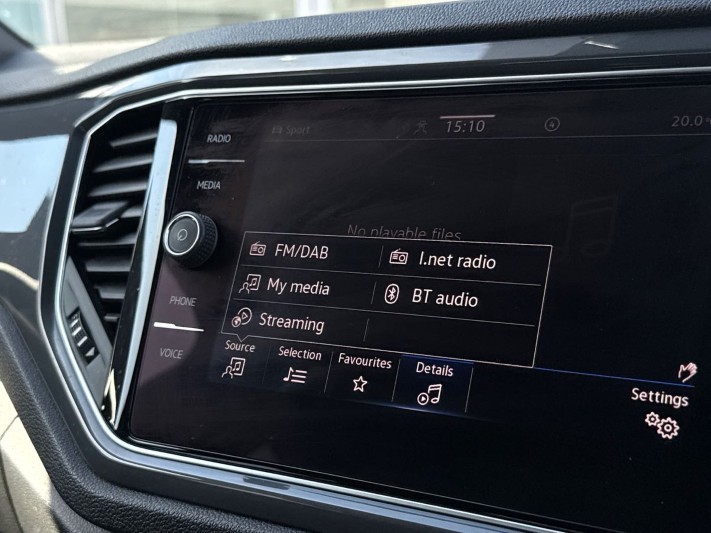 RADIO
Sport
15:10
4
20.0°
MEDIA
No playable files
FM/DAB
I.net radio
My media
BT audio
Streaming
PHONE
VOICE
Source
Selection
Favourites
Details
Settings